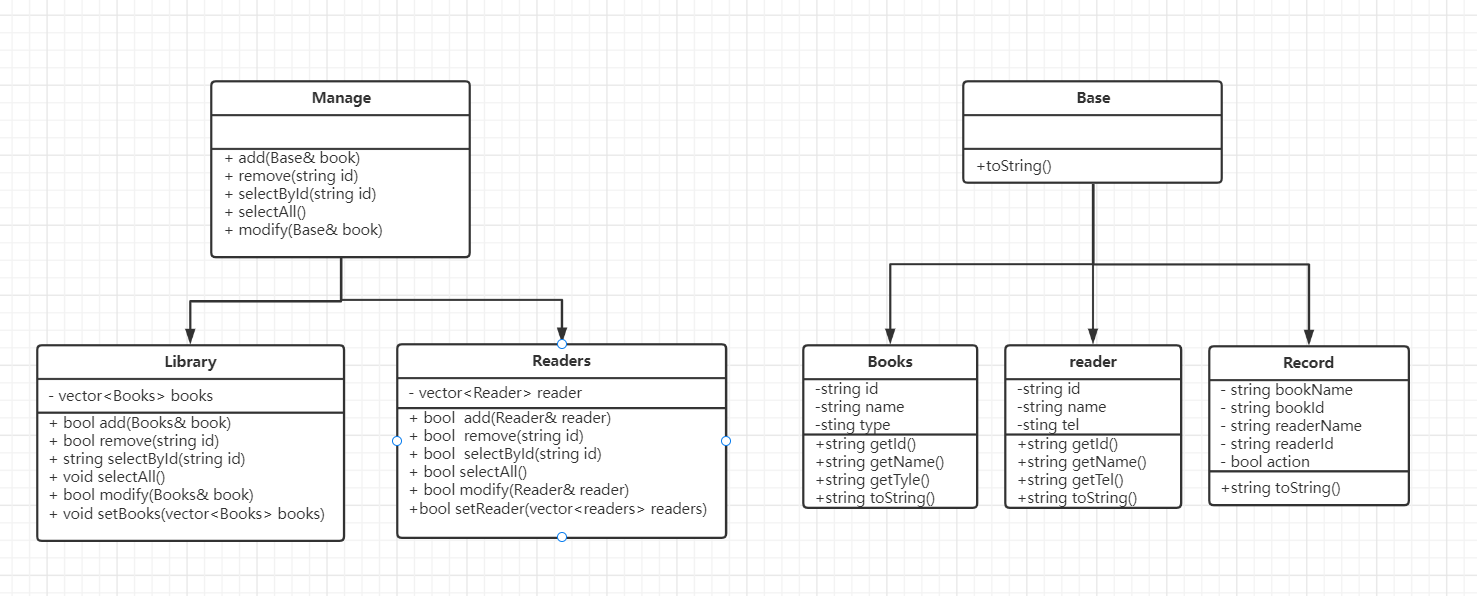 Manage
+ add(Base& book)
+ remove(string id)
+ selectById(string id)
+ selectAll()
+ modify(Base& book)
Base
+toString()
Library
- vector<Books> books
+ bool add(Books& book)
+ bool remove(string id)
+ string selectById(string id)
+ void selectAll()
+ bool modify(Books& book)
+ void setBooks(vector<Books> books)
Readers
- vector<Reader> reader
+ bool  add(Reader& reader)
+ bool  remove(string id)
+ bool  selectById(string id)
+ bool selectAll()
+ bool modify(Reader& reader)
+bool setReader(vector<readers> readers)
Books
-string id
-string name
-sting type
+string getId()
+string getName()
+string getTyle()
+string toString()
reader
-string id
-string name
-sting tel
+string getId()
+string getName()
+string getTel()
+string toString()
Record
- string bookName
- string bookId
- string readerName
- string readerId
- bool action
+string toString()